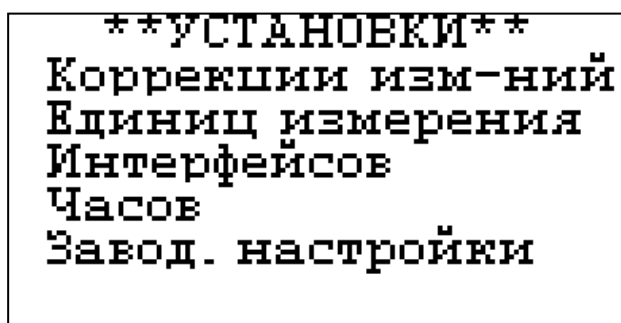 **УСТАНОВКИ**
Коррекции изм-ний
Единиц измерения
Интерфейсов
Часов
Завод. настройки